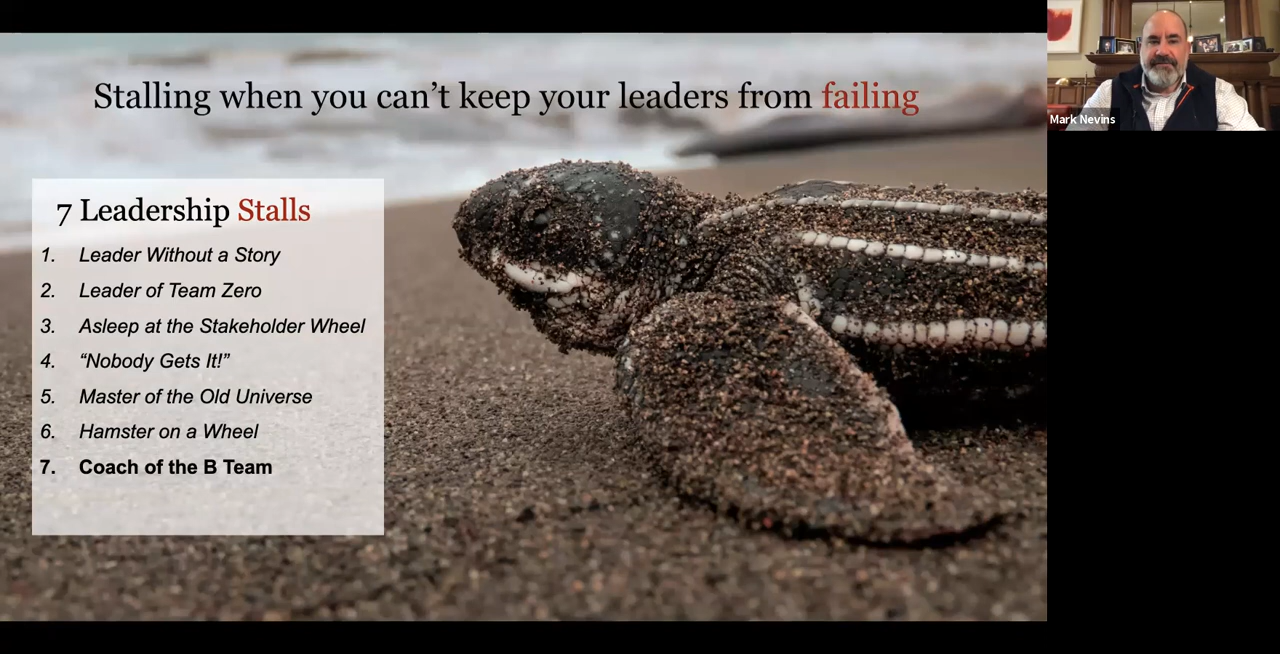 Stalling when you can’t keep your leaders from failing
Mark Nevins
7 Leadership Stalls
1. Leader Without a Story
2. Leader of Team Zero
3. Asleep at the Stakeholder Wheel
4. “Nobody Gets It!”
5. Master of the Old Universe
6. Hamster on a Wheel
7. Coach of the B Team